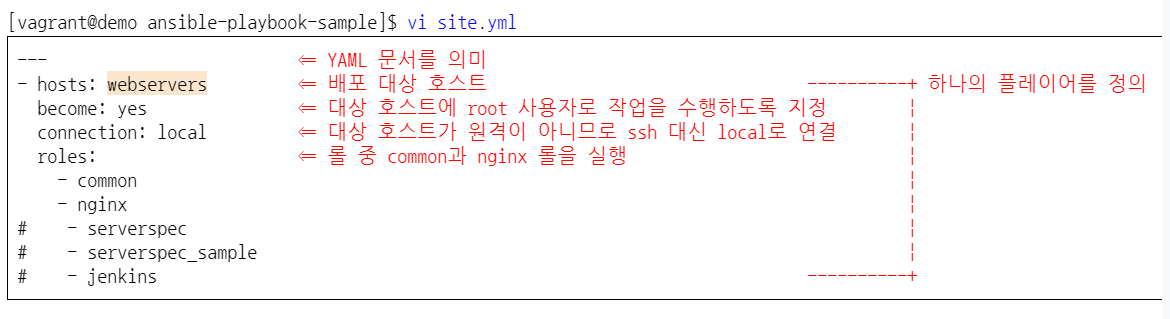 [vagrant@demo ansible-playbook-sample]$ vi site.yml
--- ⇐ YAML 문서를 의미
- hosts: webservers ⇐ 배포 대상 호스트 ----------+ 하나의 플레이어를 정의
become: yes ⇐ 대상 호스트에 root 사용자로 작업을 수행하도록 지정 ¦
connection: local ⇐ 대상 호스트가 원격이 아니므로 ssh 대신 local로 연결 ¦
roles: ⇐ 롤 중 common과 nginx 롤을 실행 ¦
- common ¦
- nginx ¦
# - serverspec ¦
# - serverspec_sample ¦
# - jenkins ----------+